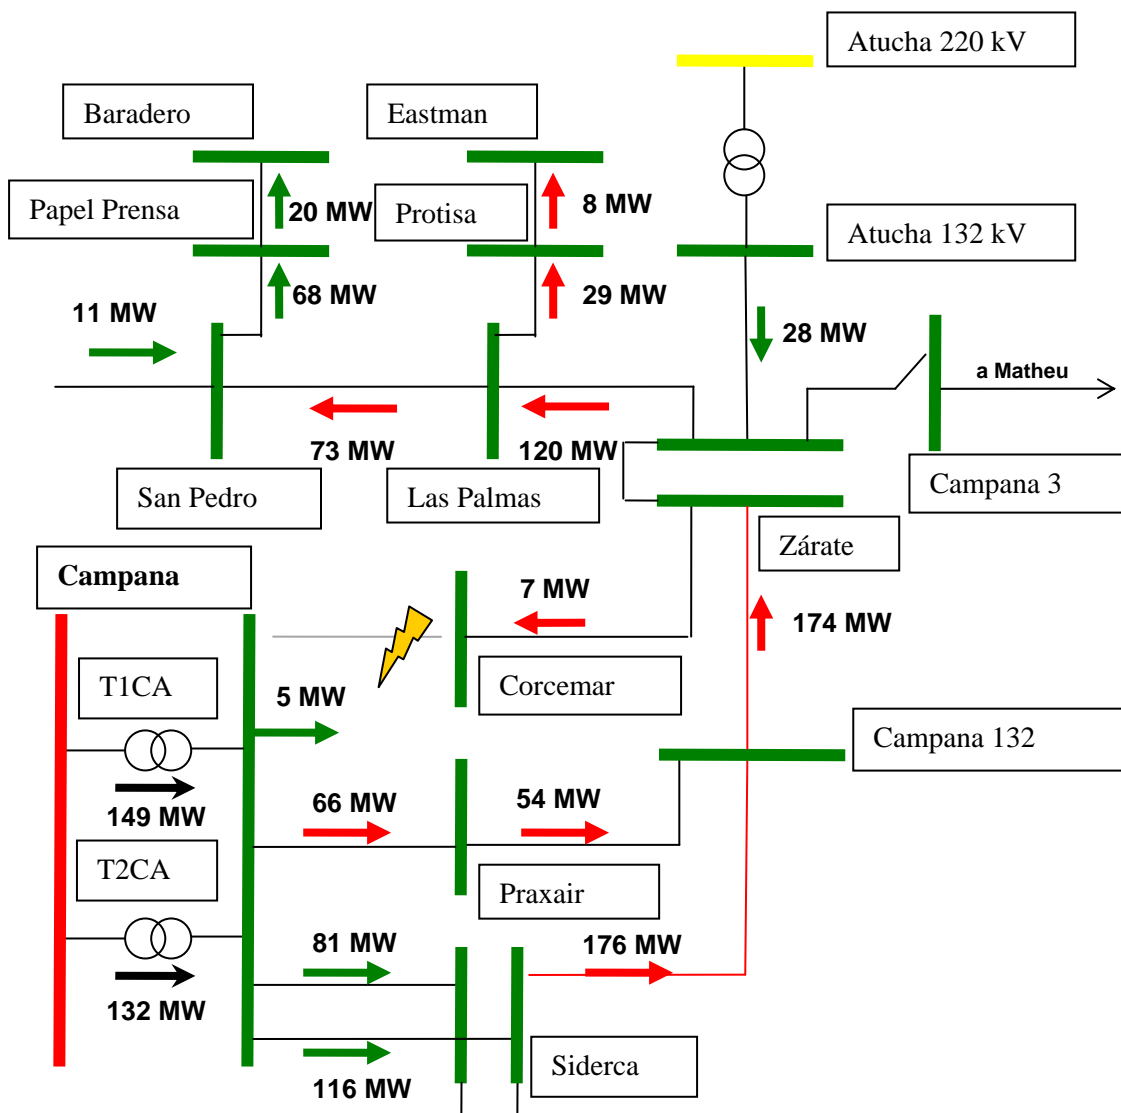 Atucha 220 kV
Baradero
Eastman
Papel Prensa
20 MW
Protisa
8 MW
Atucha 132 kV
68 MW
29 MW
11 MW
28 MW
a Matheu
73 MW
120 MW
San Pedro
Las Palmas
Campana 3
Zárate
Campana
7 MW
174 MW
T1CA
5 MW
Corcemar
Campana 132
149 MW
66 MW
54 MW
T2CA
Praxair
81 MW
176 MW
132 MW
Siderca
116 MW